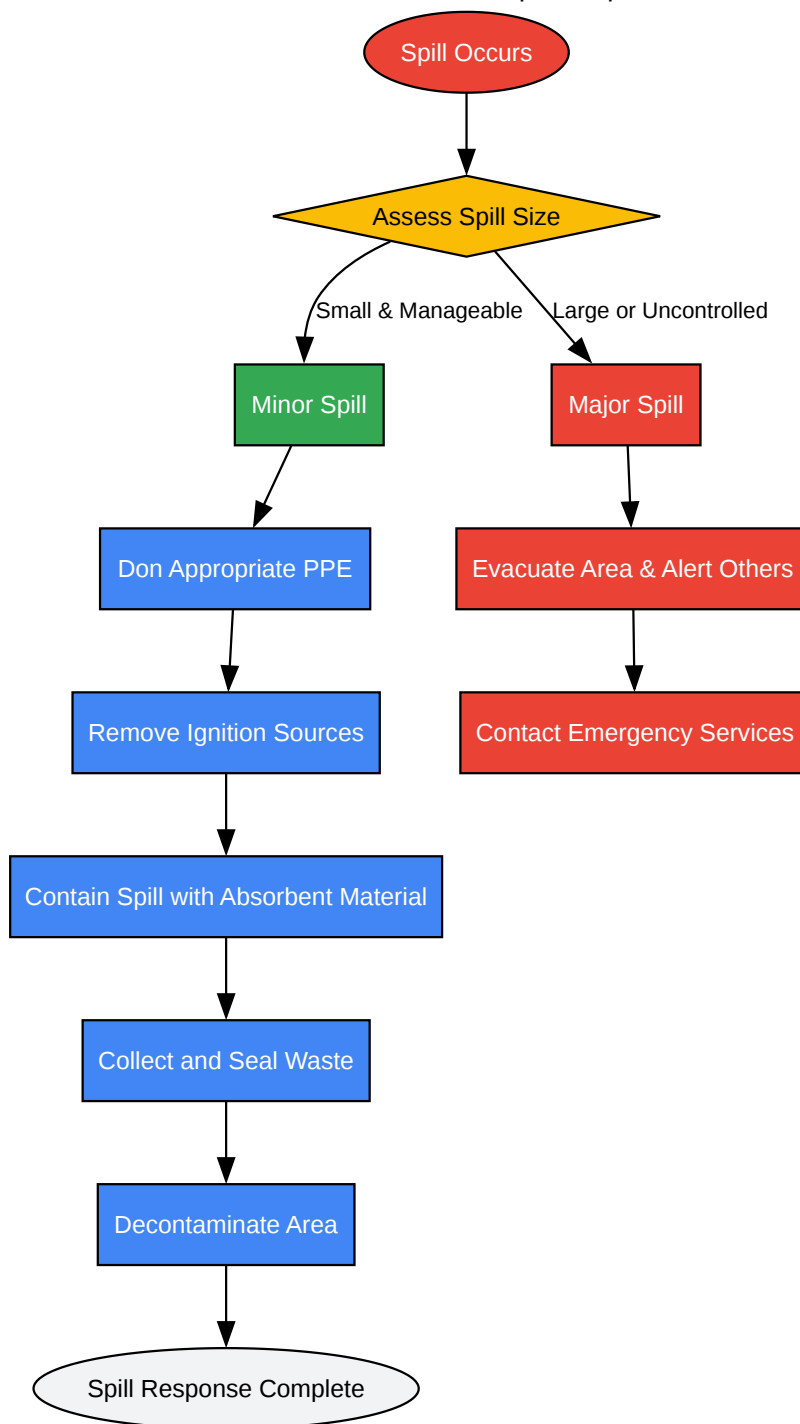 Spill Occurs
Assess Spill Size
Small & Manageable
Large or Uncontrolled
Minor Spill
Major Spill
Don Appropriate PPE
Evacuate Area & Alert Others
Remove Ignition Sources
Contact Emergency Services
Contain Spill with Absorbent Material
Collect and Seal Waste
Decontaminate Area
Spill Response Complete